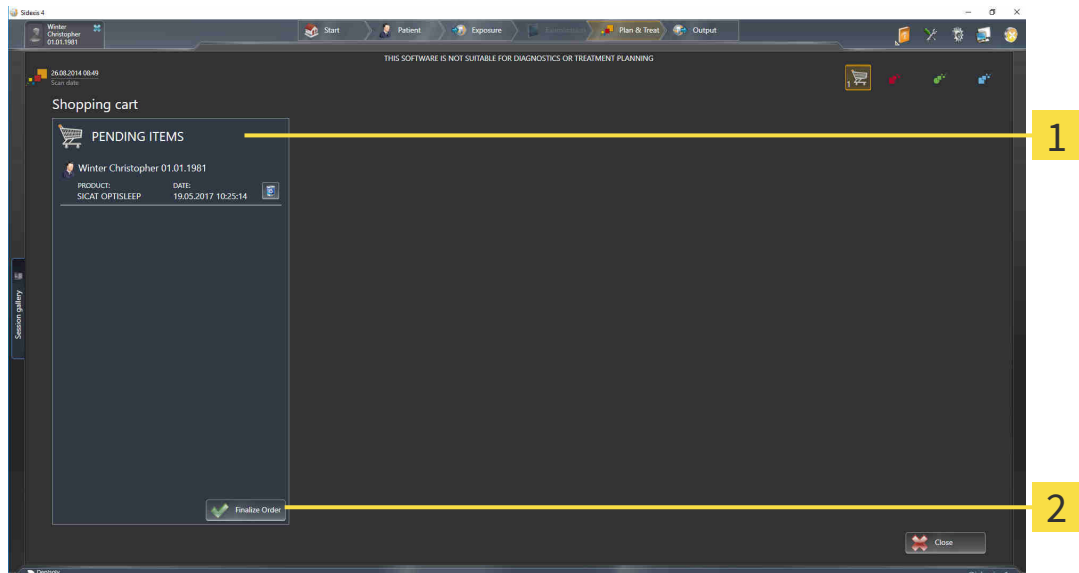 Sidexis 4
Winter
Christopher
01.01.1981
Start
Patient
Exposure
Plan & Treat
Output
THIS SOFTWARE IS NOT SUITABLE FOR DIAGNOSTICS OR TREATMENT PLANNING
26.08.2014 08:49
Scan date
1
Shopping cart
PENDING ITEMS
1
Winter Christopher 01.01.1981
PRODUCT: DATE:
SICAT OPTISLEEP 19.05.2017 10:25:14
Session gallery
Finalize Order
2
Close